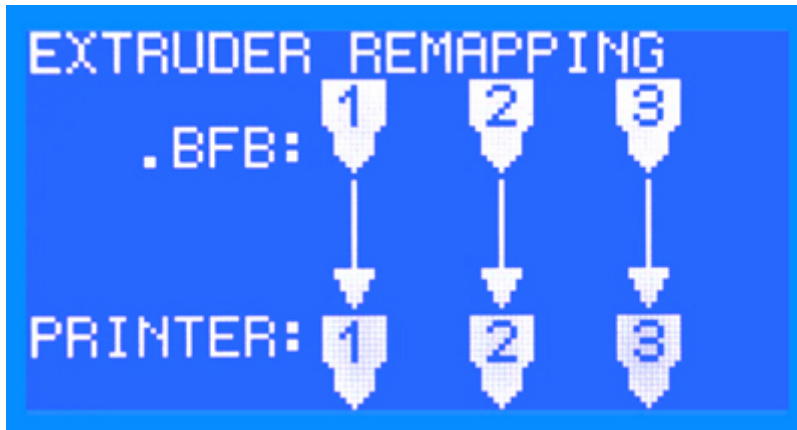 EXTRUDER REMAPPING
.BFB: 1 2 3
PRINTER: 1 2 3